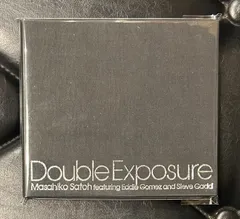 Double Exposure
Masahiko Satoh featuring Eddie Gomez and Steve Gadd